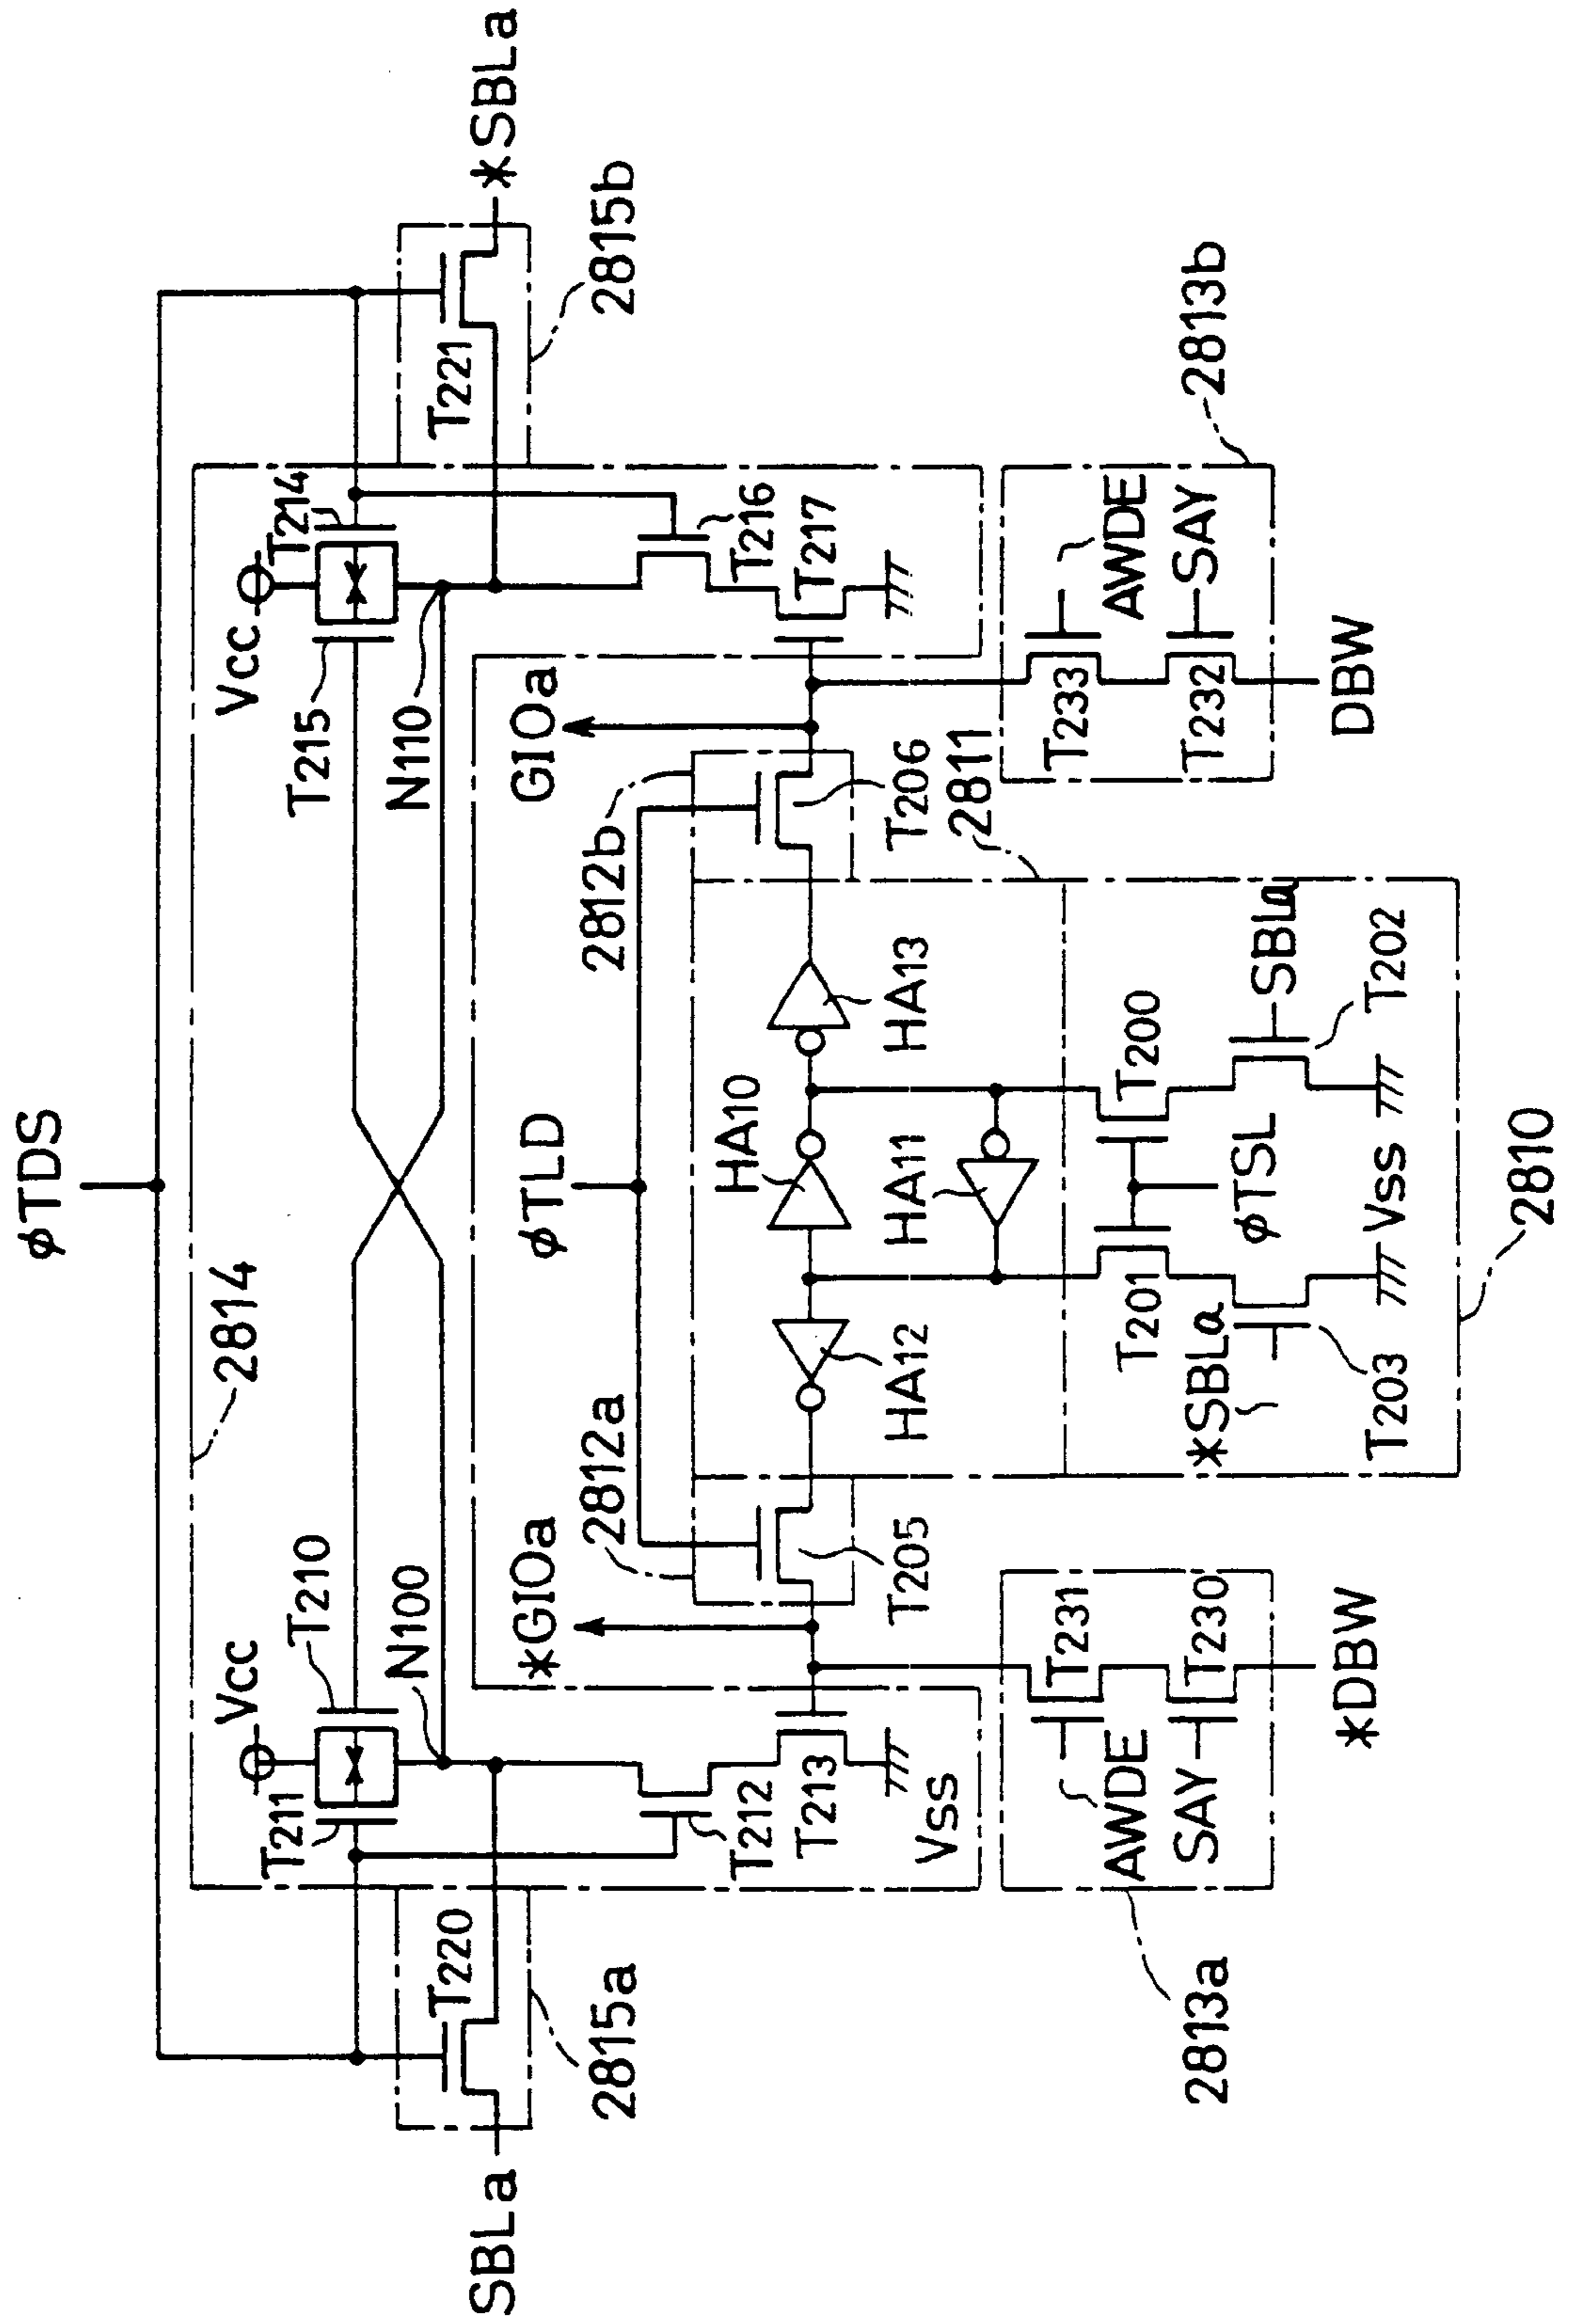 φTDS
2814
Vcc
Vcc
T211
T210
T215
T214
N100
N110
SBLa
T220
T221
*SBLa
2815a
2815b
*GIOa
2812a
φTLD
2812b
GIOa
T212
T213
Vss
T216
T217
T205
HA12
HA10
HA11
HA13
T206
2811
2813a
AWDE
SAY
T231
T230
*DBW
T201
T200
φTSL
*SBLa
SBLa
T203
T202
Vss
2810
T233
T232
AWDE
SAY
2813b
DBW